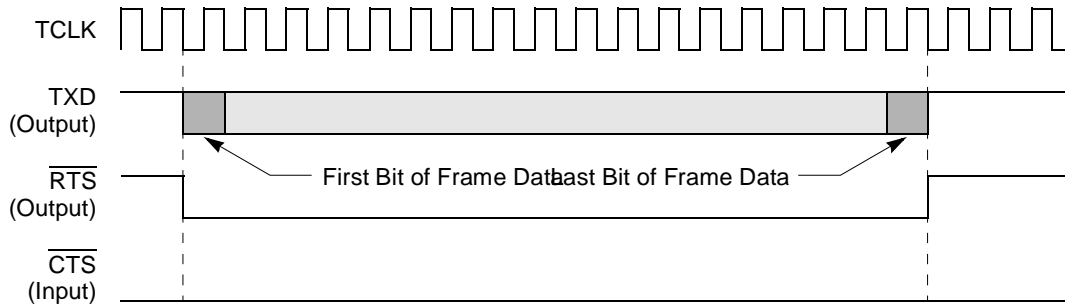 TCLK
TXD
(Output)
First Bit of Frame Data
Last Bit of Frame Data
RTS
(Output)
CTS
(Input)